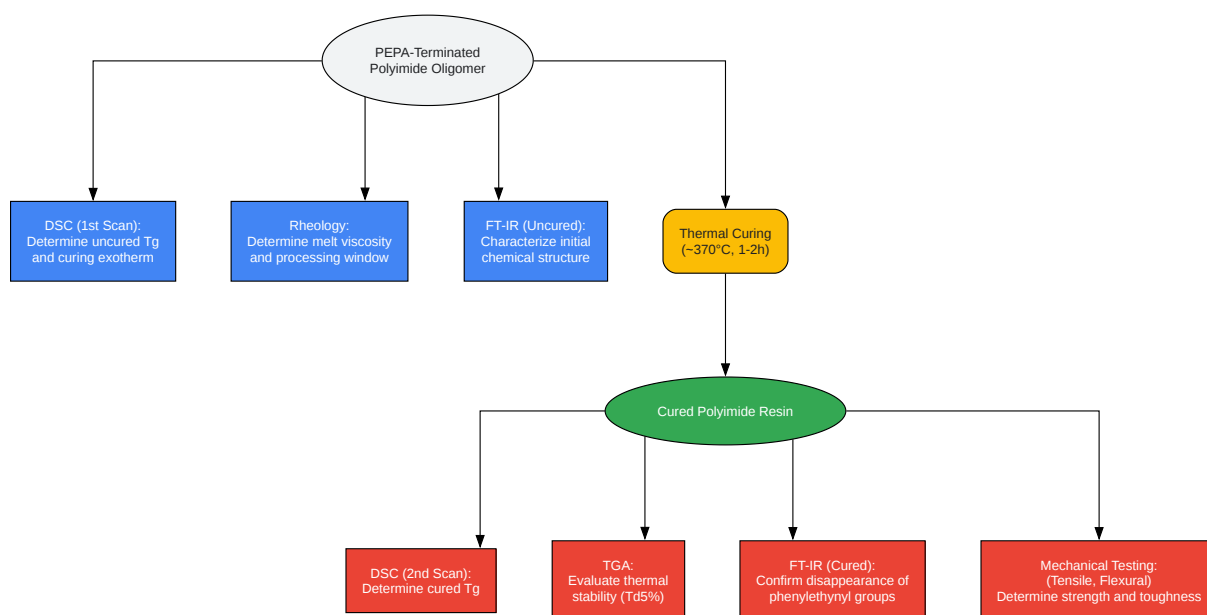 PEPA-Terminated
Polyimide Oligomer
DSC (1st Scan):
Determine uncured Tg
and curing exotherm
Rheology:
Determine melt viscosity
and processing window
FT-IR (Uncured):
Characterize initial
chemical structure
Thermal Curing
(~370°C, 1-2h)
Cured Polyimide Resin
DSC (2nd Scan):
Determine cured Tg
TGA:
Evaluate thermal
stability (Td5%)
FT-IR (Cured):
Confirm disappearance of
phenylethynyl groups
Mechanical Testing:
(Tensile, Flexural)
Determine strength and toughness